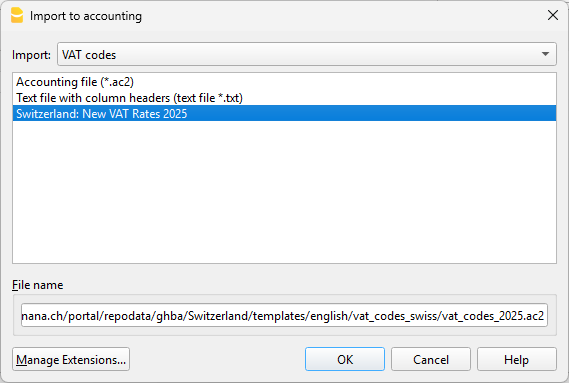 Import to accounting
Import: VAT codes
Accounting file (*.ac2)
Text file with column headers (text file *.txt)
Switzerland: New VAT Rates 2025
File name
nana.ch/portal/repodata/ghba/Switzerland/templates/english/vat_codes_swiss/vat_codes_2025.ac2
Manage Extensions... OK Cancel Help